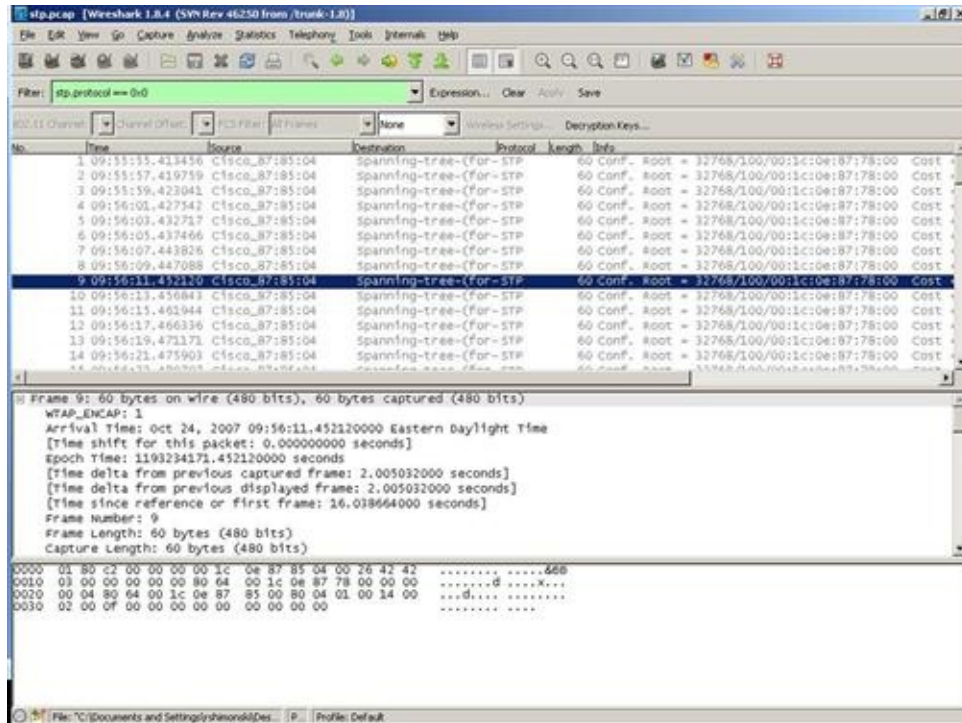 stp.pcap [Wireshark 1.8.4 (SVN Rev 46250 from /trunk-1.8)]
File Edit View Go Capture Analyze Statistics Telephony Tools Internals Help
Filter: stp.protocol == 0x0 Expression... Clear Apply Save
802.11 Channel: Channel Offset: FCS Filter: All Frames None Wireless Settings... Decryption Keys...
No. Time Source Destination Protocol Length Info
1 09:55:55.413456 Cisco_87:85:04 Spanning-tree-(for- STP 60 Conf. Root = 32768/100/00:1c:0e:87:78:00 Cost
2 09:55:57.419759 Cisco_87:85:04 Spanning-tree-(for- STP 60 Conf. Root = 32768/100/00:1c:0e:87:78:00 Cost
3 09:55:59.423041 Cisco_87:85:04 Spanning-tree-(for- STP 60 Conf. Root = 32768/100/00:1c:0e:87:78:00 Cost
4 09:56:01.427542 Cisco_87:85:04 Spanning-tree-(for- STP 60 Conf. Root = 32768/100/00:1c:0e:87:78:00 Cost
5 09:56:03.432717 Cisco_87:85:04 Spanning-tree-(for- STP 60 Conf. Root = 32768/100/00:1c:0e:87:78:00 Cost
6 09:56:05.437466 Cisco_87:85:04 Spanning-tree-(for- STP 60 Conf. Root = 32768/100/00:1c:0e:87:78:00 Cost
7 09:56:07.443826 Cisco_87:85:04 Spanning-tree-(for- STP 60 Conf. Root = 32768/100/00:1c:0e:87:78:00 Cost
8 09:56:09.447088 Cisco_87:85:04 Spanning-tree-(for- STP 60 Conf. Root = 32768/100/00:1c:0e:87:78:00 Cost
9 09:56:11.452120 Cisco_87:85:04 Spanning-tree-(for- STP 60 Conf. Root = 32768/100/00:1c:0e:87:78:00 Cost
10 09:56:13.456843 Cisco_87:85:04 Spanning-tree-(for- STP 60 Conf. Root = 32768/100/00:1c:0e:87:78:00 Cost
11 09:56:15.461944 Cisco_87:85:04 Spanning-tree-(for- STP 60 Conf. Root = 32768/100/00:1c:0e:87:78:00 Cost
12 09:56:17.466336 Cisco_87:85:04 Spanning-tree-(for- STP 60 Conf. Root = 32768/100/00:1c:0e:87:78:00 Cost
13 09:56:19.471171 Cisco_87:85:04 Spanning-tree-(for- STP 60 Conf. Root = 32768/100/00:1c:0e:87:78:00 Cost
14 09:56:21.475903 Cisco_87:85:04 Spanning-tree-(for- STP 60 Conf. Root = 32768/100/00:1c:0e:87:78:00 Cost
Frame 9: 60 bytes on wire (480 bits), 60 bytes captured (480 bits)
WTAP_ENCAP: 1
Arrival Time: Oct 24, 2007 09:56:11.452120000 Eastern Daylight Time
[Time shift for this packet: 0.000000000 seconds]
Epoch Time: 1193234171.452120000 seconds
[Time delta from previous captured frame: 2.005032000 seconds]
[Time delta from previous displayed frame: 2.005032000 seconds]
[Time since reference or first frame: 16.038664000 seconds]
Frame Number: 9
Frame Length: 60 bytes (480 bits)
Capture Length: 60 bytes (480 bits)
0000 01 80 c2 00 00 00 00 1c 0e 87 85 04 00 26 42 42 ........ .....&BB
0010 03 00 00 00 00 00 80 64 00 1c 0e 87 78 00 00 00 .......d ....x...
0020 00 04 80 64 00 1c 0e 87 85 00 80 04 01 00 14 00 ...d.... ........
0030 02 00 0f 00 00 00 00 00 00 00 00 00 ........ ....
File: "C:\Documents and Settings\rshimonski\Des... P... Profile: Default